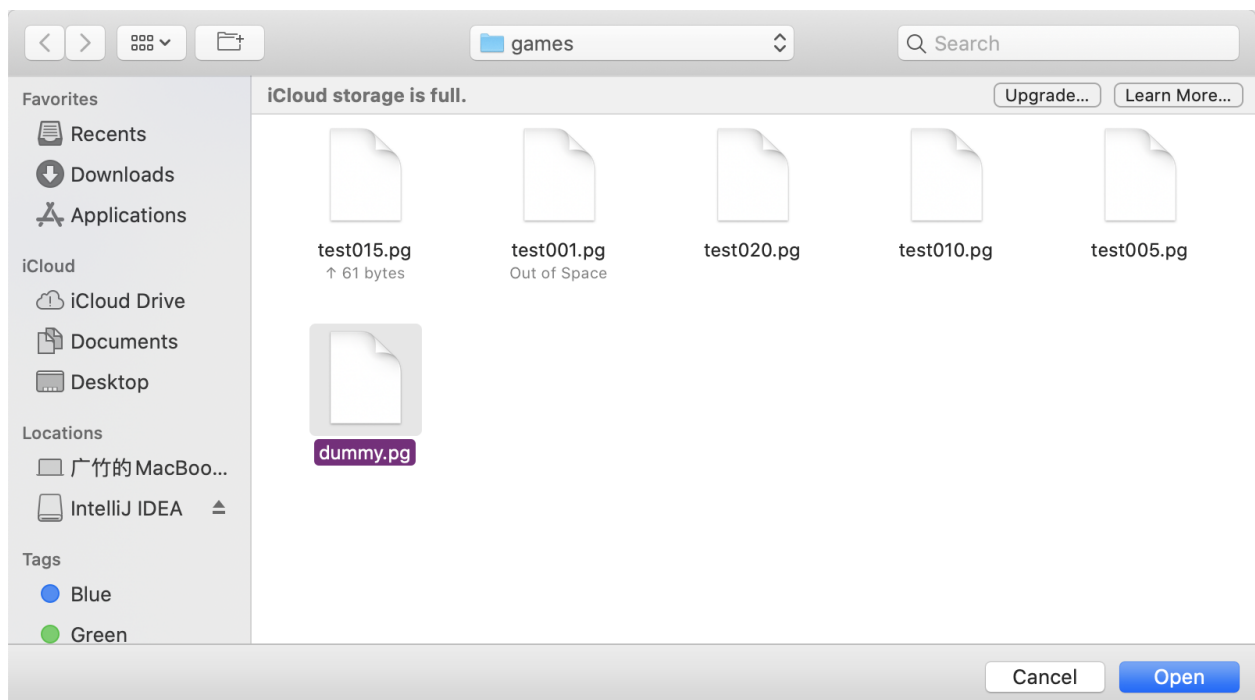 games
Search
Favorites
Recents
Downloads
Applications
iCloud
iCloud Drive
Documents
Desktop
Locations
广竹的MacBoo...
IntelliJ IDEA
Tags
Blue
Green
iCloud storage is full.
Upgrade...
Learn More...
test015.pg
↑ 61 bytes
test001.pg
Out of Space
test020.pg
test010.pg
test005.pg
dummy.pg
Cancel
Open